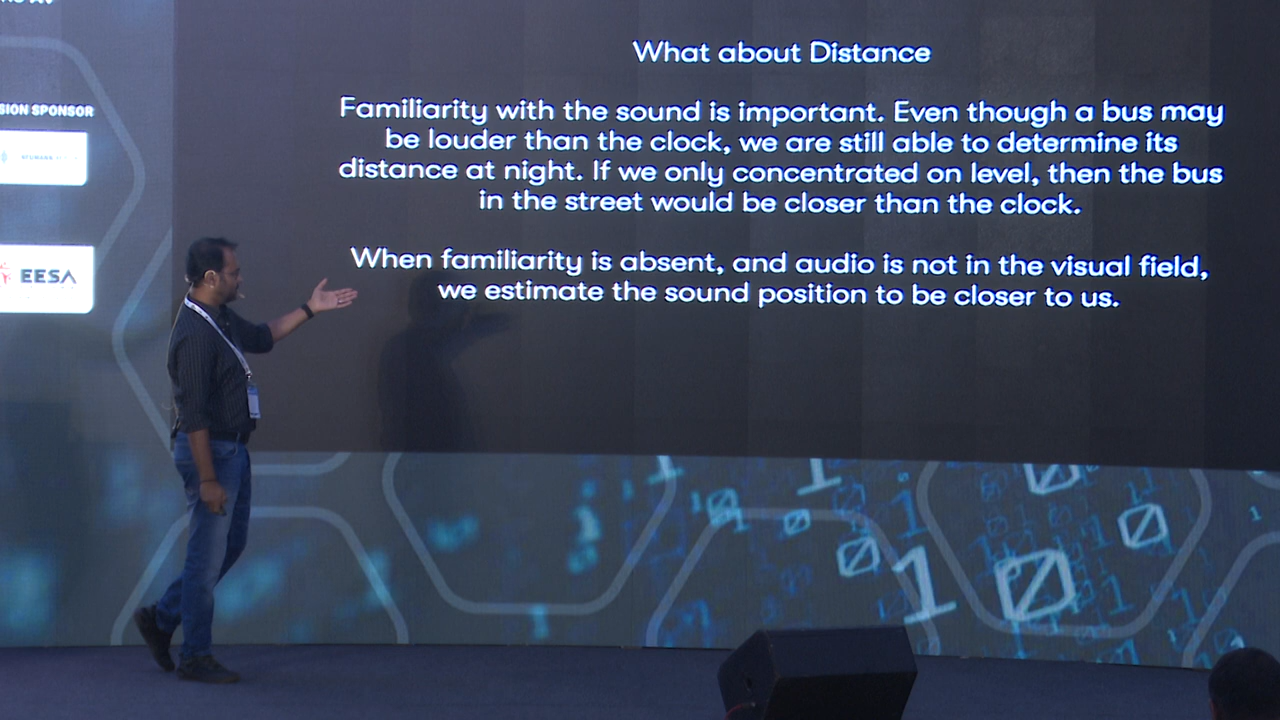 What about Distance
Familiarity with the sound is important. Even though a bus may
be louder than the clock, we are still able to determine its
distance at night. If we only concentrated on level, then the bus
in the street would be closer than the clock.
When familiarity is absent, and audio is not in the visual field,
we estimate the sound position to be closer to us.
SION SPONSOR
EESA